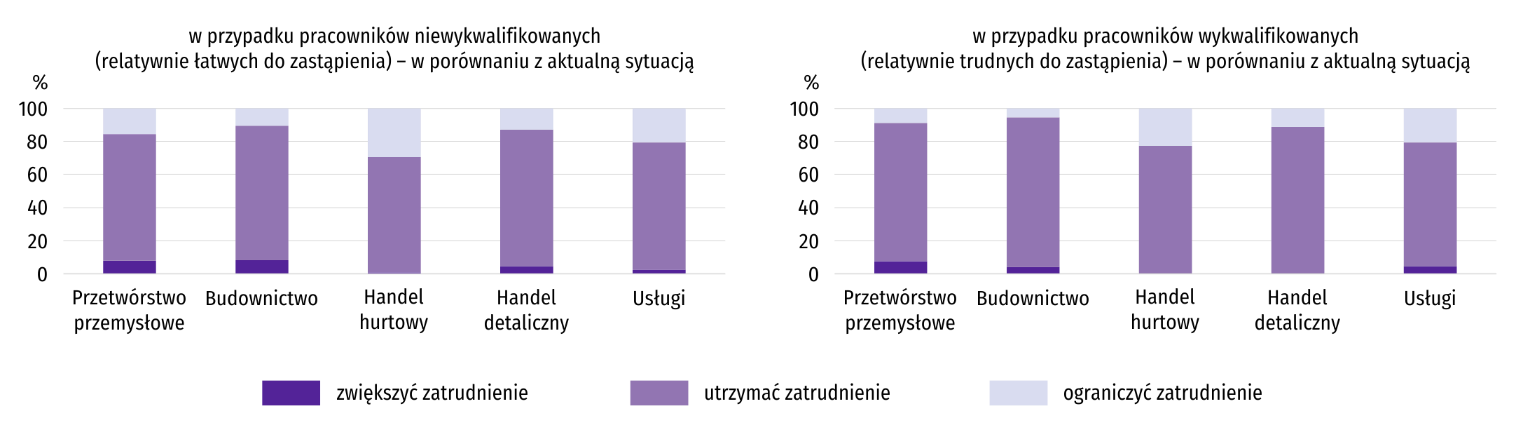 w przypadku pracowników niewykwalifikowanych
(relatywnie łatwych do zastąpienia) – w porównaniu z aktualną sytuacją
%
100
80
60
40
20
0
Przetwórstwo
przemysłowe
Budownictwo
Handel
hurtowy
Handel
detaliczny
Usługi
w przypadku pracowników wykwalifikowanych
(relatywnie trudnych do zastąpienia) – w porównaniu z aktualną sytuacją
%
100
80
60
40
20
0
Przetwórstwo
przemysłowe
Budownictwo
Handel
hurtowy
Handel
detaliczny
Usługi
zwiększyć zatrudnienie
utrzymać zatrudnienie
ograniczyć zatrudnienie